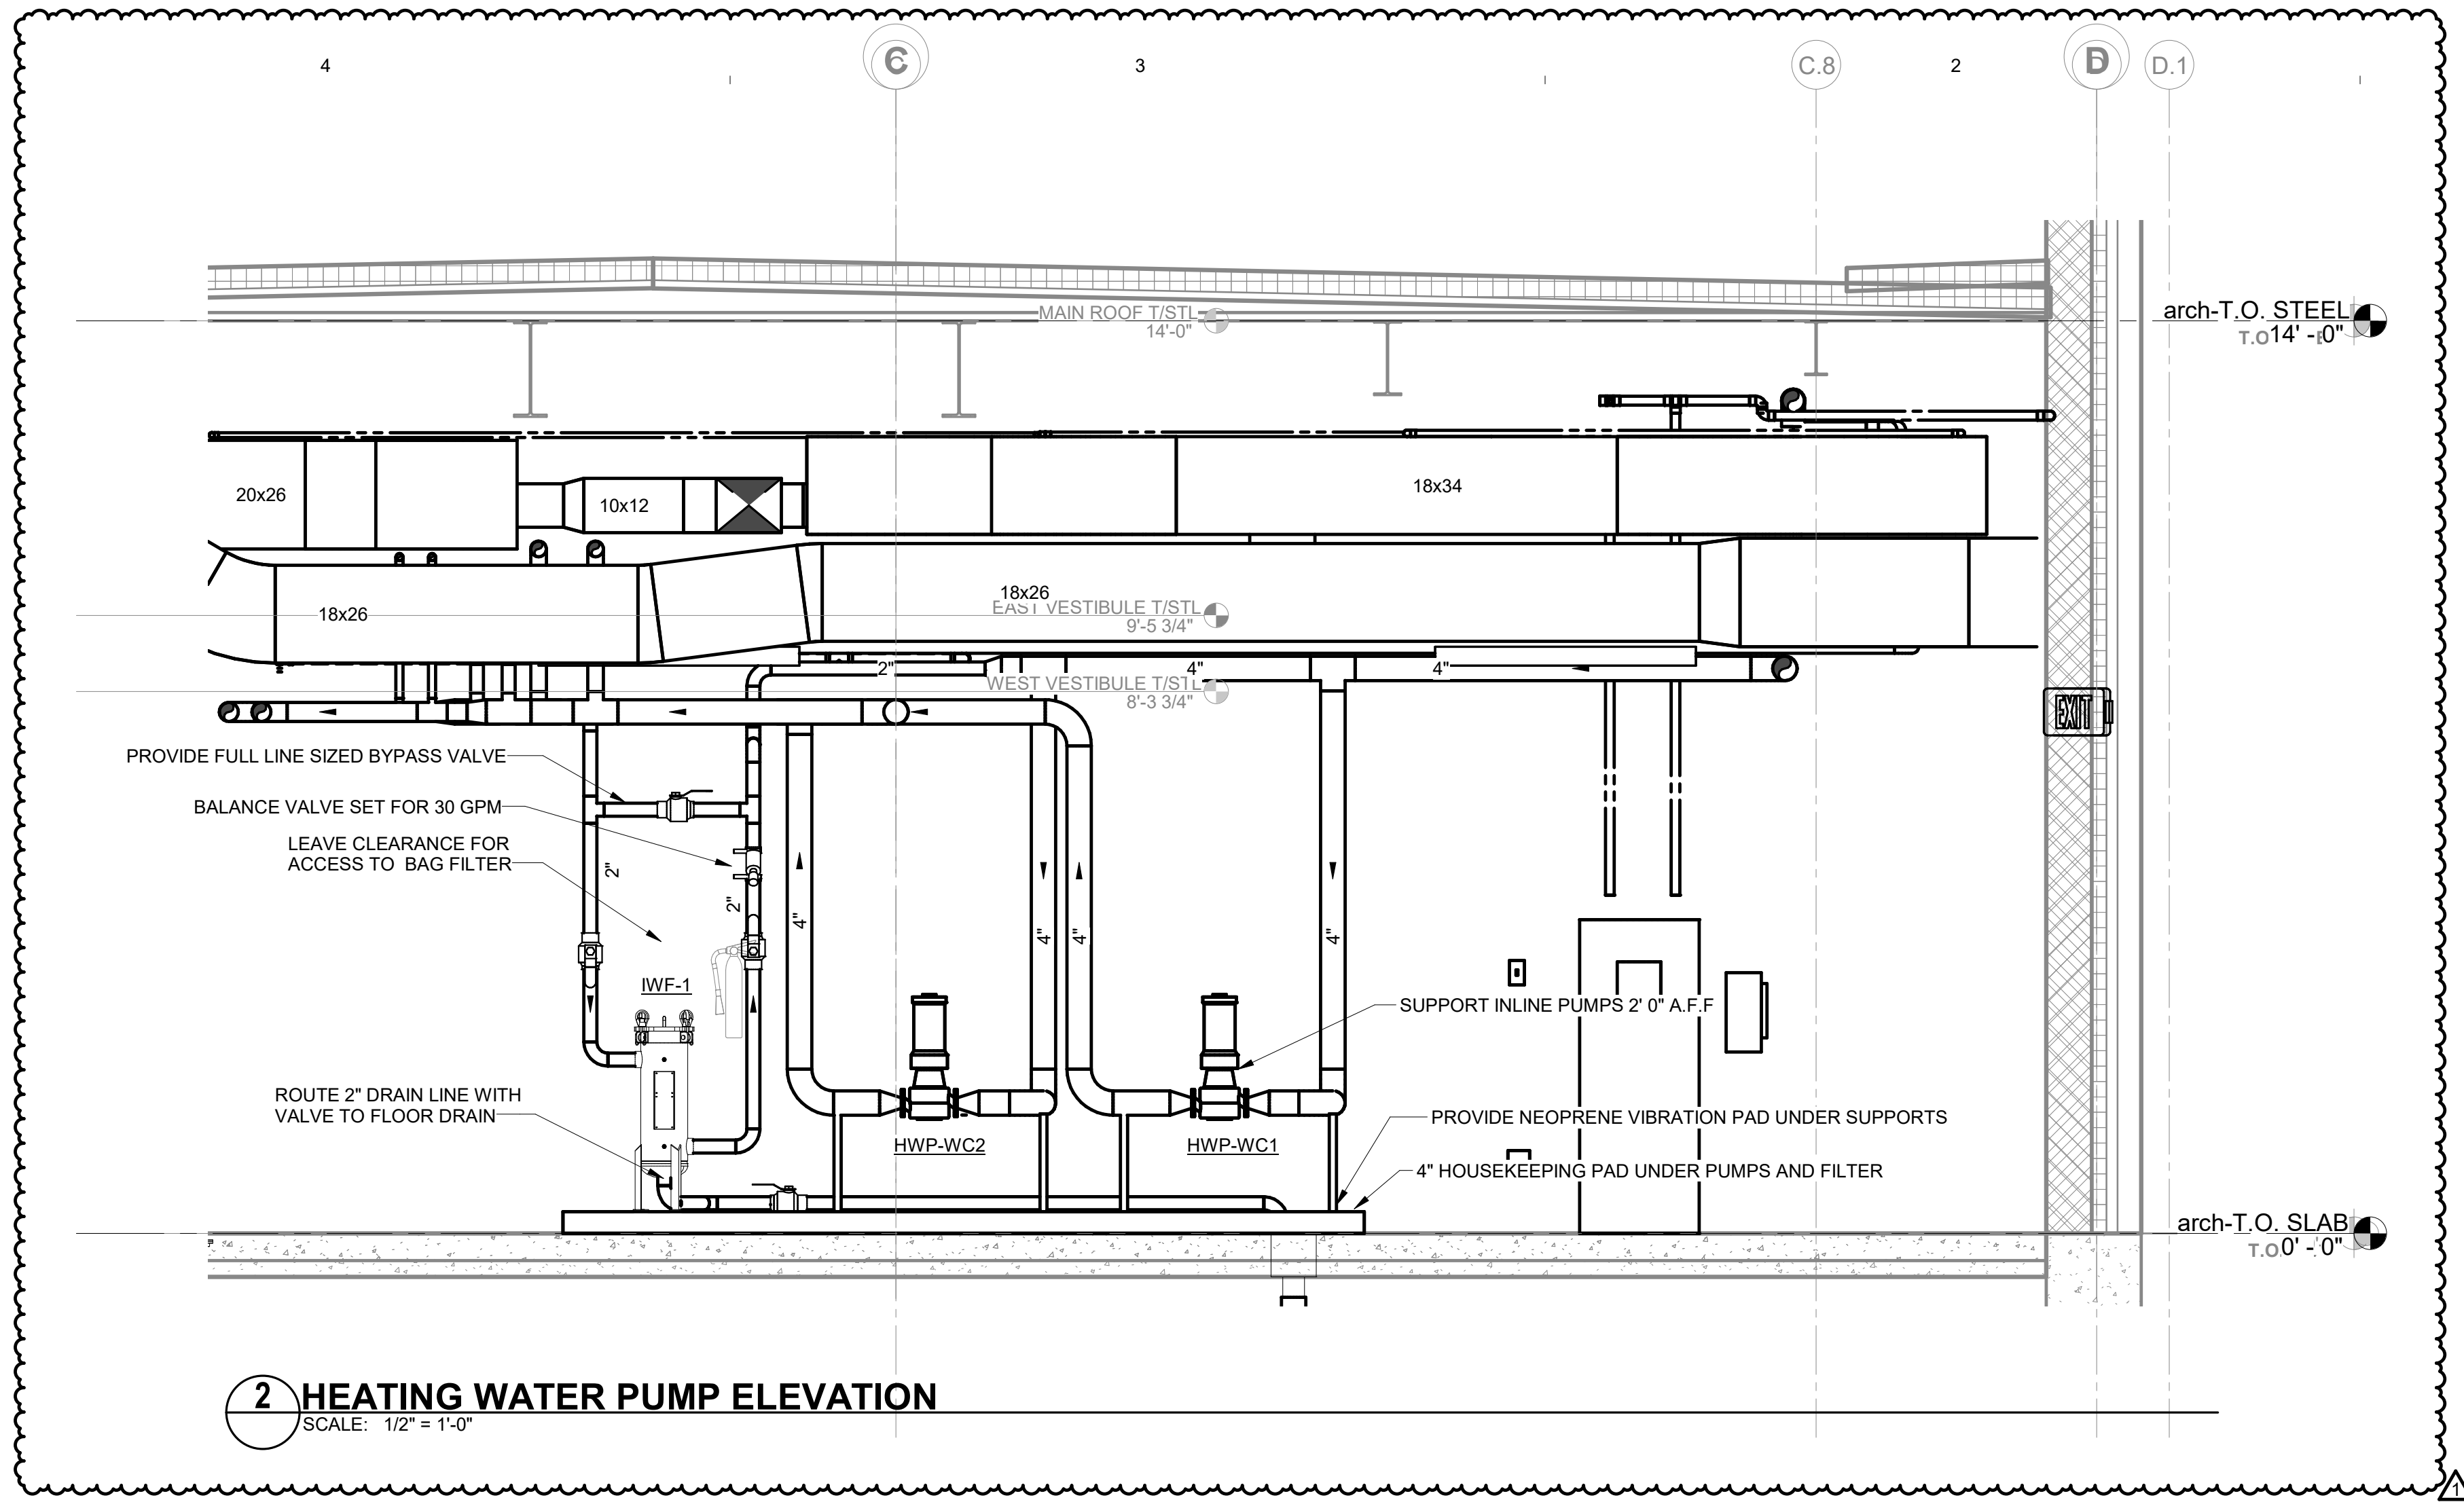 4
C
3
C.8
2
D
D.1
MAIN ROOF T/STL
14'-0"
arch-T.O. STEEL
14' - 0"
20x26
10x12
18x34
18x26
18x26
EAST VESTIBULE T/STL
9'-5 3/4"
2"
4"
4"
WEST VESTIBULE T/STL
8'-3 3/4"
EXIT
PROVIDE FULL LINE SIZED BYPASS VALVE
BALANCE VALVE SET FOR 30 GPM
LEAVE CLEARANCE FOR
ACCESS TO BAG FILTER
2"
2"
4"
4"
4"
4"
IWF-1
SUPPORT INLINE PUMPS 2' 0" A.F.F
ROUTE 2" DRAIN LINE WITH
VALVE TO FLOOR DRAIN
HWP-WC2
HWP-WC1
PROVIDE NEOPRENE VIBRATION PAD UNDER SUPPORTS
4" HOUSEKEEPING PAD UNDER PUMPS AND FILTER
arch-T.O. SLAB
0' - 0"
2
HEATING WATER PUMP ELEVATION
SCALE: 1/2" = 1'-0"